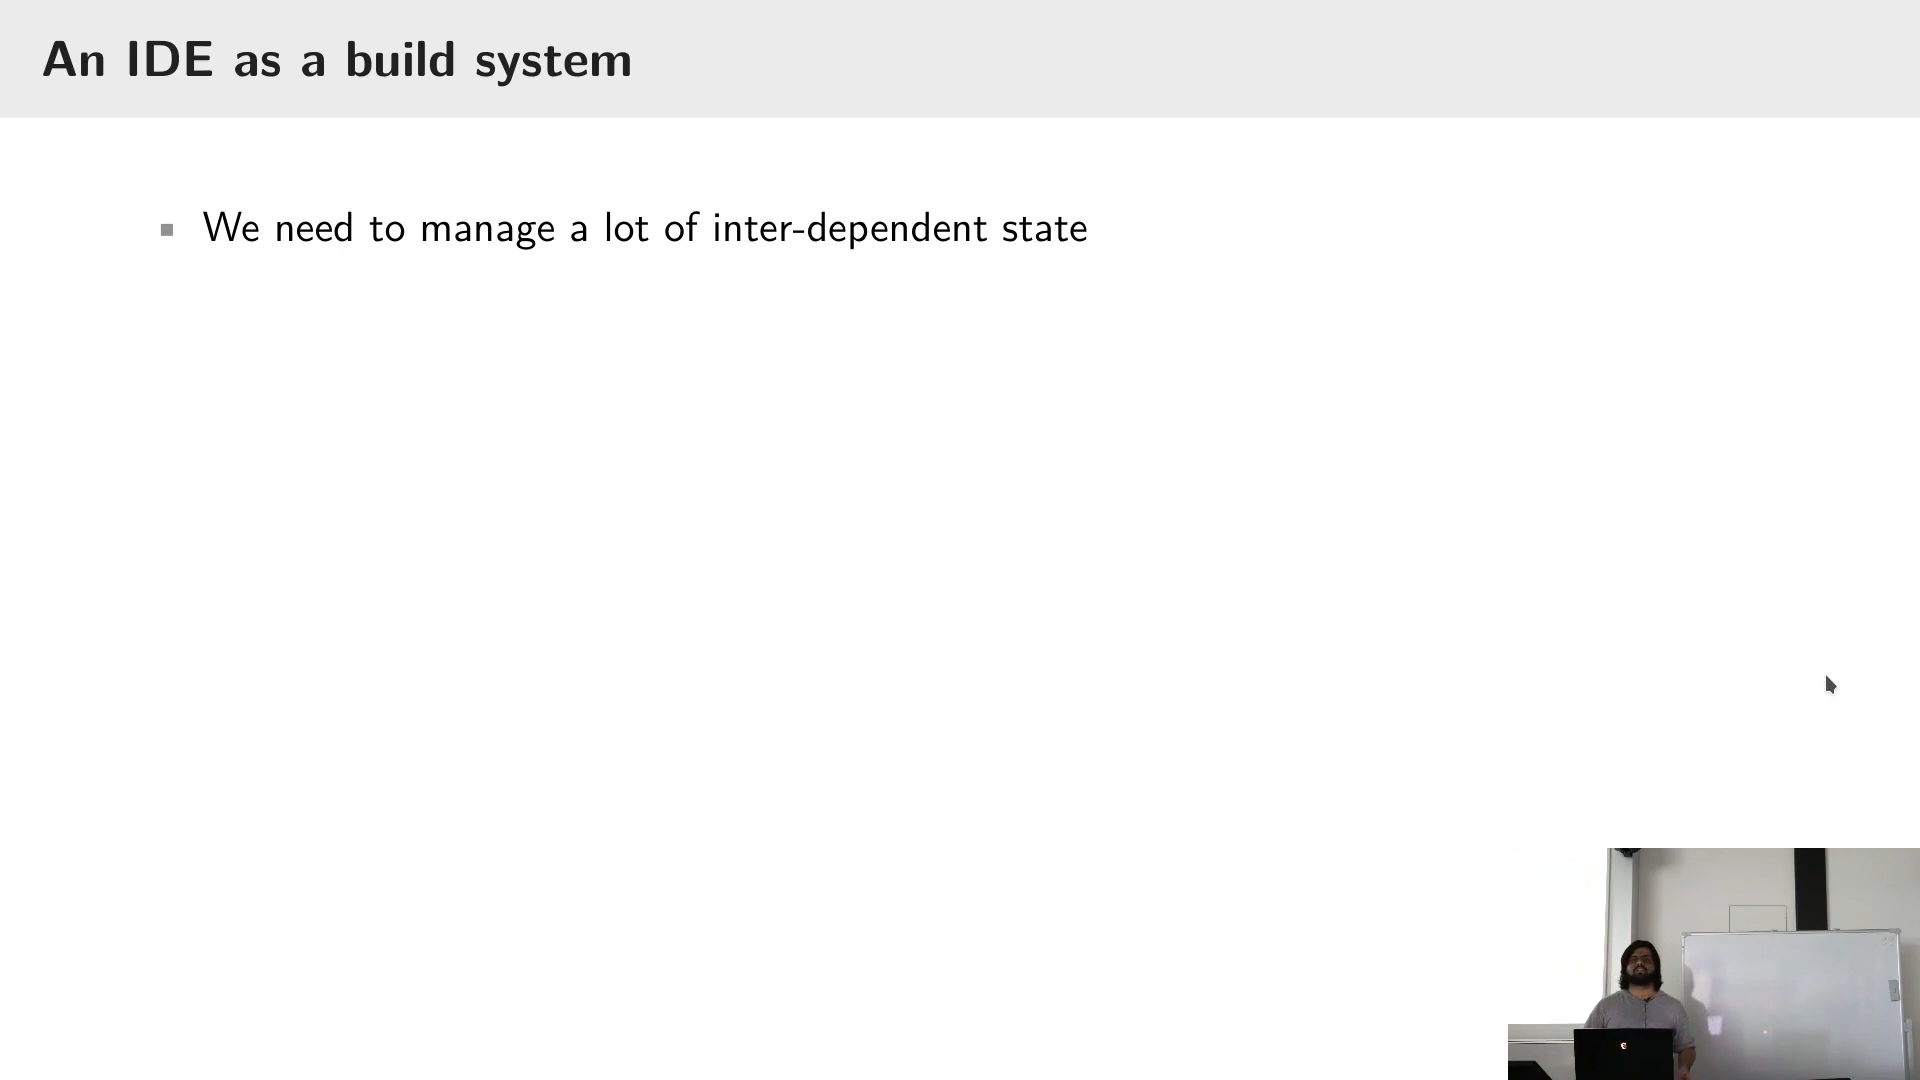 An IDE as a build system
We need to manage a lot of inter-dependent state